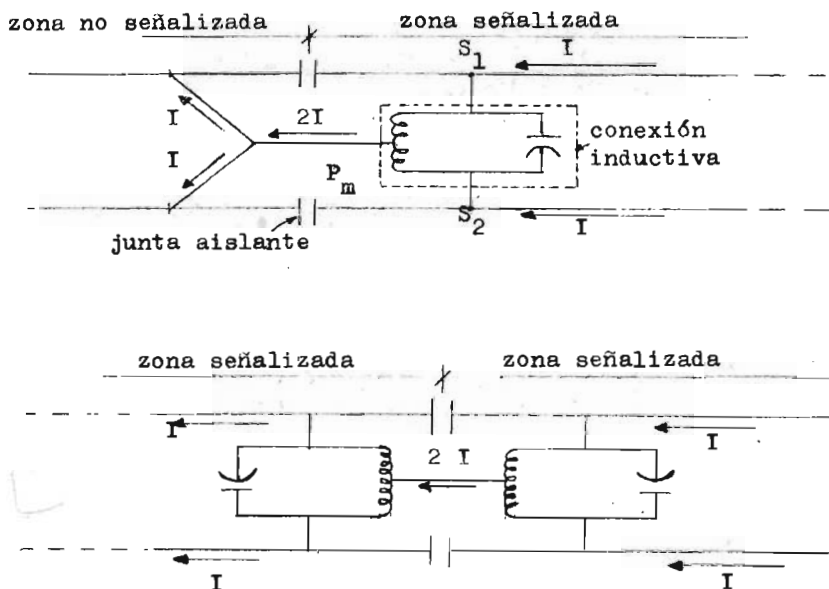 zona no señalizada zona señalizada
S1 I
I 2I conexión
inductiva
I Pm
S2 I
junta aislante
zona señalizada zona señalizada
I 2 I I
I I